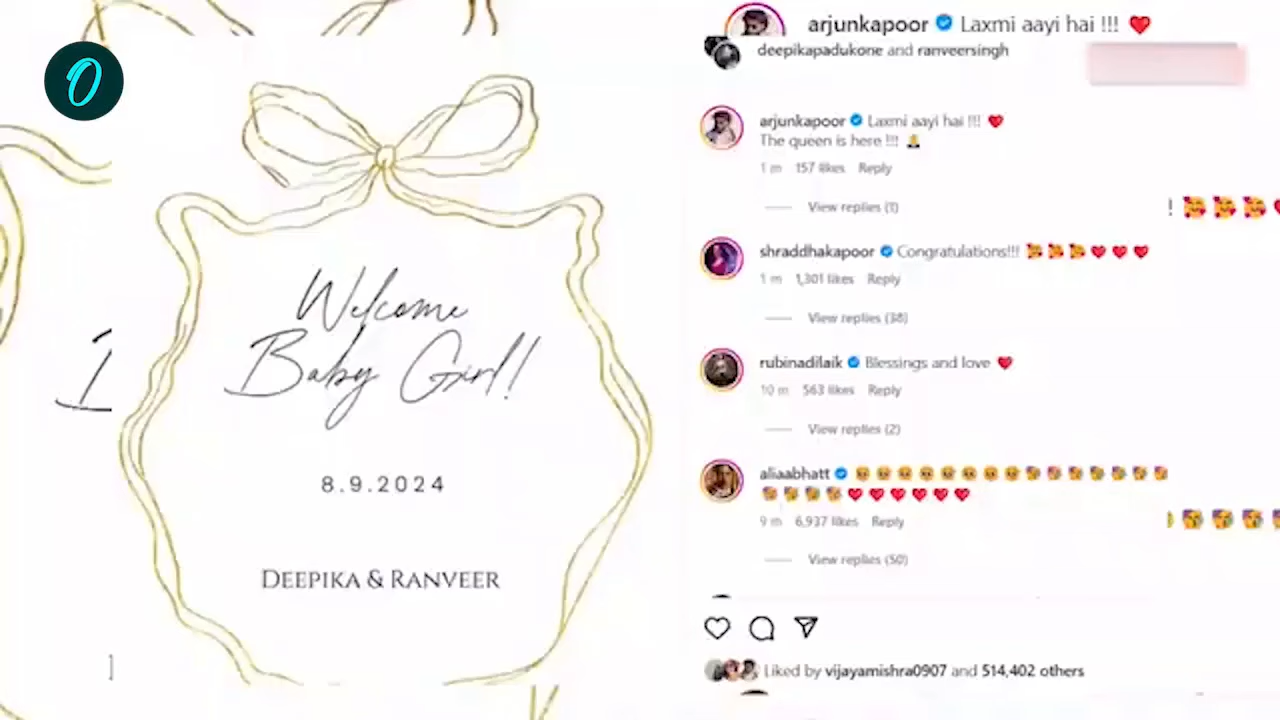 O
Welcome
Baby Girl!
8.9.2024
DEEPIKA & RANVEER
arjunkapoor Laxmi aayi hai !!! ❤️
deepikapadukone and ranveersingh
arjunkapoor Laxmi aayi hai !!! ❤️
The queen is here !!!
1 m 157 likes Reply
View replies (1)
! 🥰 🥰 🥰
shraddhakapoor Congratulations!!! 🥰 🥰 🥰 ❤️ ❤️ ❤️
1 m 1,301 likes Reply
View replies (38)
rubinadilaik Blessings and love ❤️
10 m 563 likes Reply
View replies (2)
aliaabhatt
9 m 6,937 likes Reply
View replies (50)
Liked by vijayamishra0907 and 514,402 others